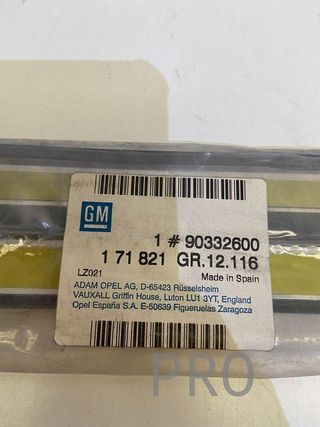 GM
1 # 90332600
1 71 821 GR.12.116
LZ021
Made in Spain
ADAM OPEL AG, D-65423 Rüsselsheim
VAUXALL Griffin House, Luton LU1 3YT, England
Opel España S.A. E-50639 Figueruelas Zaragoza
PRO